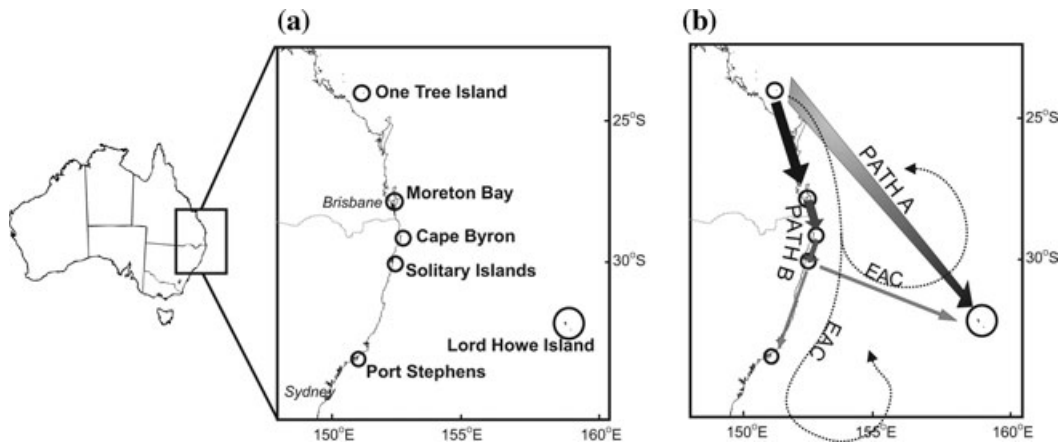 (a)
One Tree Island
25°S
Moreton Bay
Brisbane
Cape Byron
Solitary Islands
30°S
Lord Howe Island
Port Stephens
Sydney
150°E
155°E
160°E
(b)
25°S
PATH A
PATH B
30°S
EAC
EAC
150°E
155°E
160°E